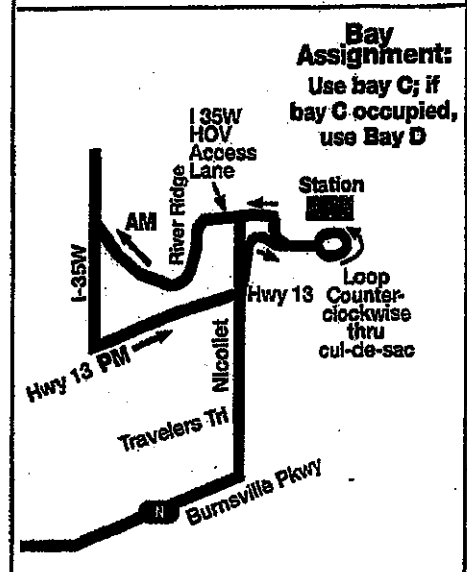 Bay
Assignment:
Use bay C; if
bay C occupied,
use Bay D
I 35W
HOV
Access
Lane
Station
River Ridge
AM
I-35W
Hwy 13
Loop
Counter-
clockwise
thru
cul-de-sac
Hwy 13 PM
Nicollet
Travelers Trl
N
Burnsville Pkwy